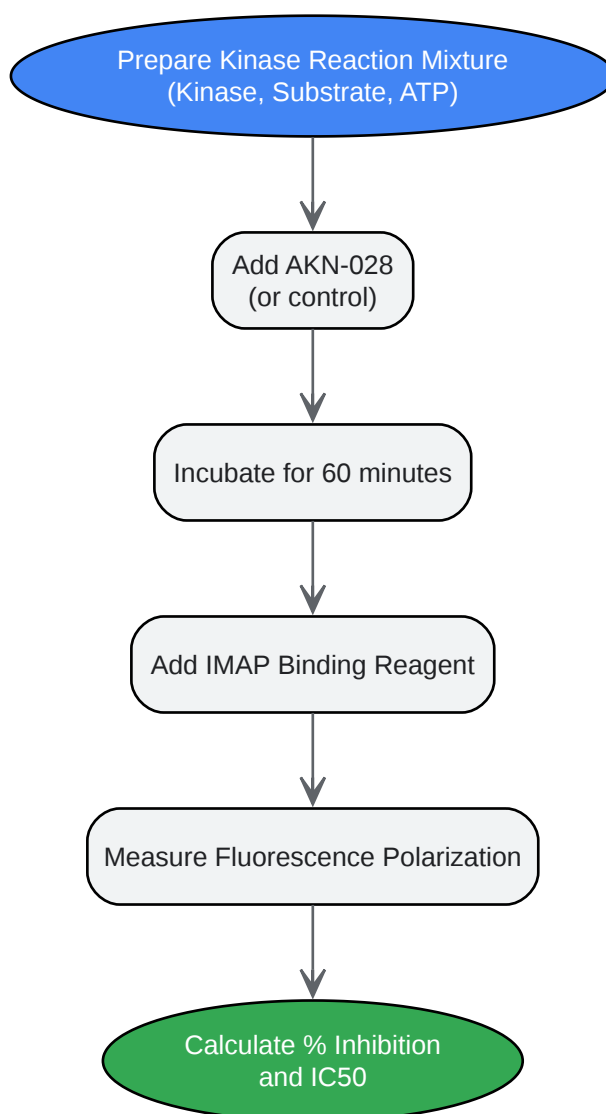 Prepare Kinase Reaction Mixture
(Kinase, Substrate, ATP)
Add AKN-028
(or control)
Incubate for 60 minutes
Add IMAP Binding Reagent
Measure Fluorescence Polarization
Calculate % Inhibition
and IC50